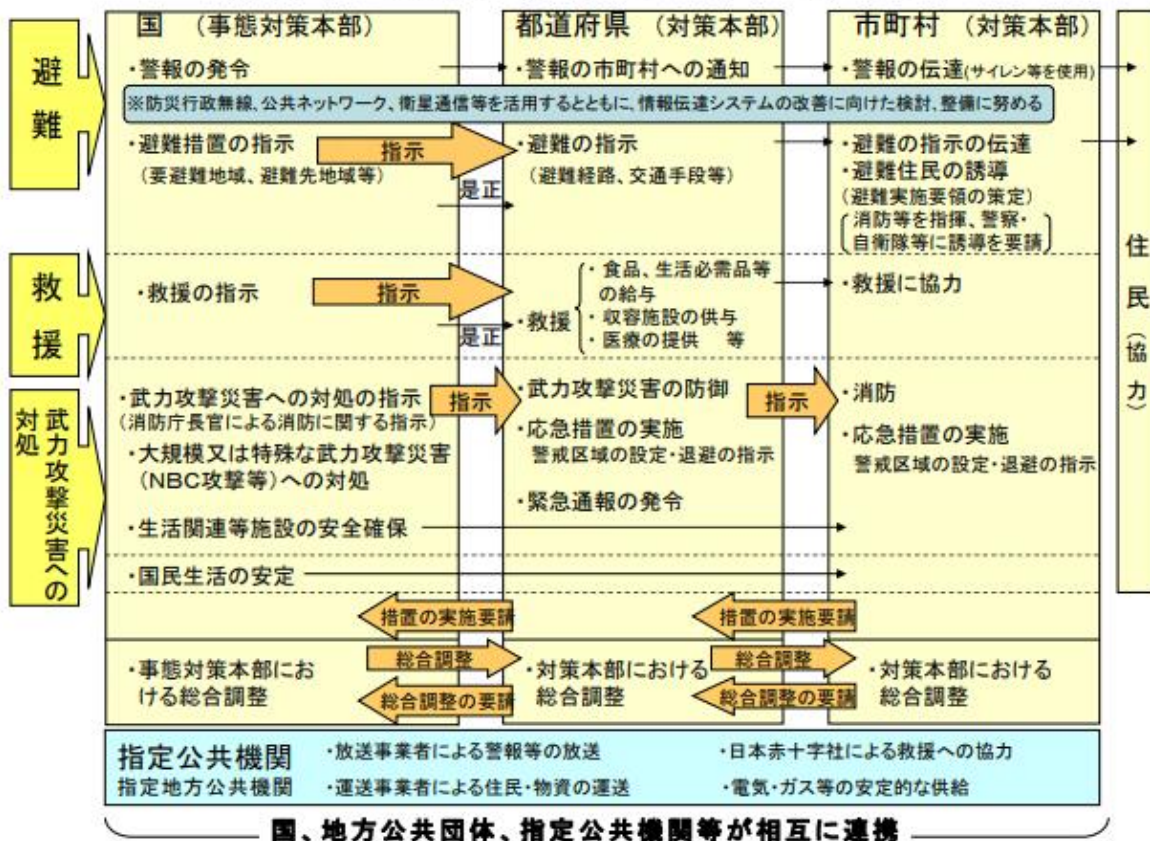 国 （事態対策本部）
都道府県 （対策本部）
市町村 （対策本部）
避難
・警報の発令
・警報の市町村への通知
・警報の伝達(サイレン等を使用)
※防災行政無線、公共ネットワーク、衛星通信等を活用するとともに、情報伝達システムの改善に向けた検討、整備に努める
・避難措置の指示
（要避難地域、避難先地域等）
指示
是正
・避難の指示
（避難経路、交通手段等）
・避難の指示の伝達
・避難住民の誘導
（避難実施要領の策定）
消防等を指揮、警察・
自衛隊等に誘導を要請
救援
・救援の指示
指示
是正
・救援
・ 食品、生活必需品等
の給与
・ 収容施設の供与
・ 医療の提供 等
・救援に協力
住民（協力）
武力攻撃災害への
対処
・武力攻撃災害への対処の指示
（消防庁長官による消防に関する指示）
指示
・武力攻撃災害の防御
指示
・消防
・大規模又は特殊な武力攻撃災害
（NBC攻撃等）への対処
・応急措置の実施
警戒区域の設定・退避の指示
・応急措置の実施
警戒区域の設定・退避の指示
・緊急通報の発令
・生活関連等施設の安全確保
・国民生活の安定
措置の実施要請
措置の実施要請
・事態対策本部にお
ける総合調整
総合調整
総合調整の要請
・対策本部における
総合調整
総合調整
総合調整の要請
・対策本部における
総合調整
指定公共機関
指定地方公共機関
・放送事業者による警報等の放送
・日本赤十字社による救援への協力
・運送事業者による住民・物資の運送
・電気・ガス等の安定的な供給
国、地方公共団体、指定公共機関等が相互に連携